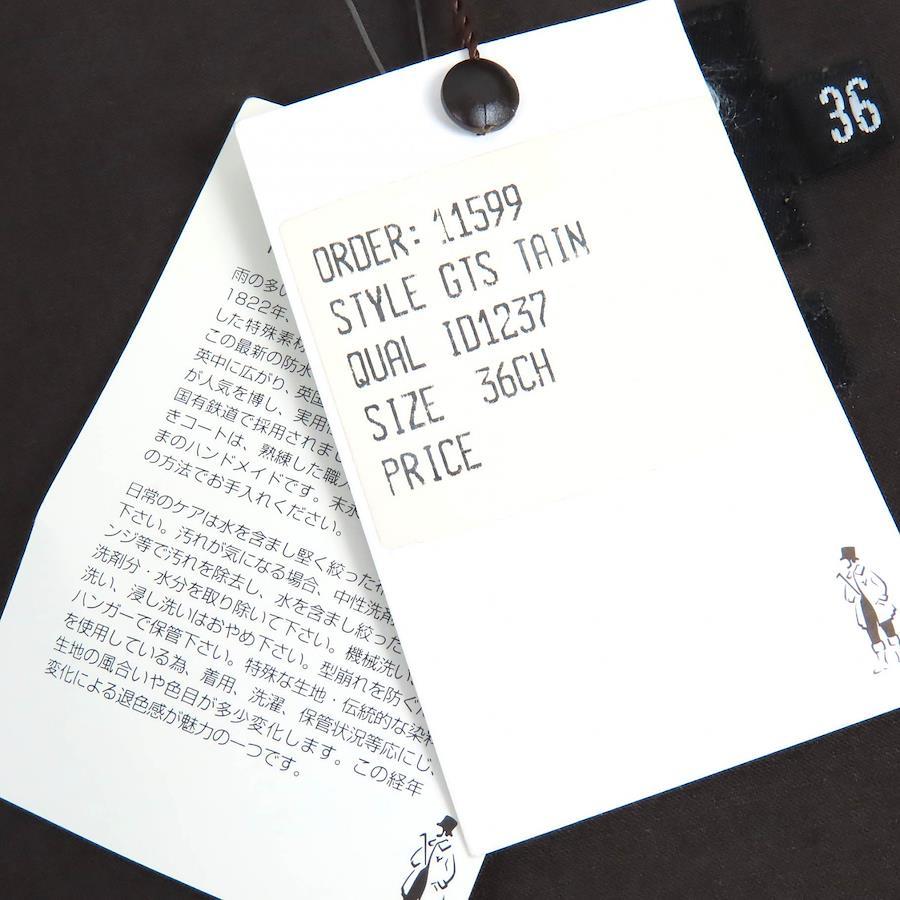 36
ORDER: 11599
STYLE GTS TAIN
QUAL ID1237
SIZE 36CH
PRICE
雨の多い
1822年、
した特殊素材
この最新の防水
英中に広がり、英国
が人気を博し、実用
国有鉄道で採用されまし
きコートは、熟練した職人
まのハンドメイドです。末永
の方法でお手入れください。
日常のケアは水を含まし堅く絞った布
下さい。汚れが気になる場合、中性洗剤
ンジ等で汚れを除去し、水を含まし絞った
洗剤分・水分を取り除いて下さい。機械洗い
洗い、浸し洗いはおやめ下さい。型崩れを防ぐ
ハンガーで保管下さい。特殊な生地・伝統的な染料
を使用している為、着用、洗濯、保管状況等応にじ、
生地の風合いや色目が多少変化します。この経年
変化による退色感が魅力の一つです。